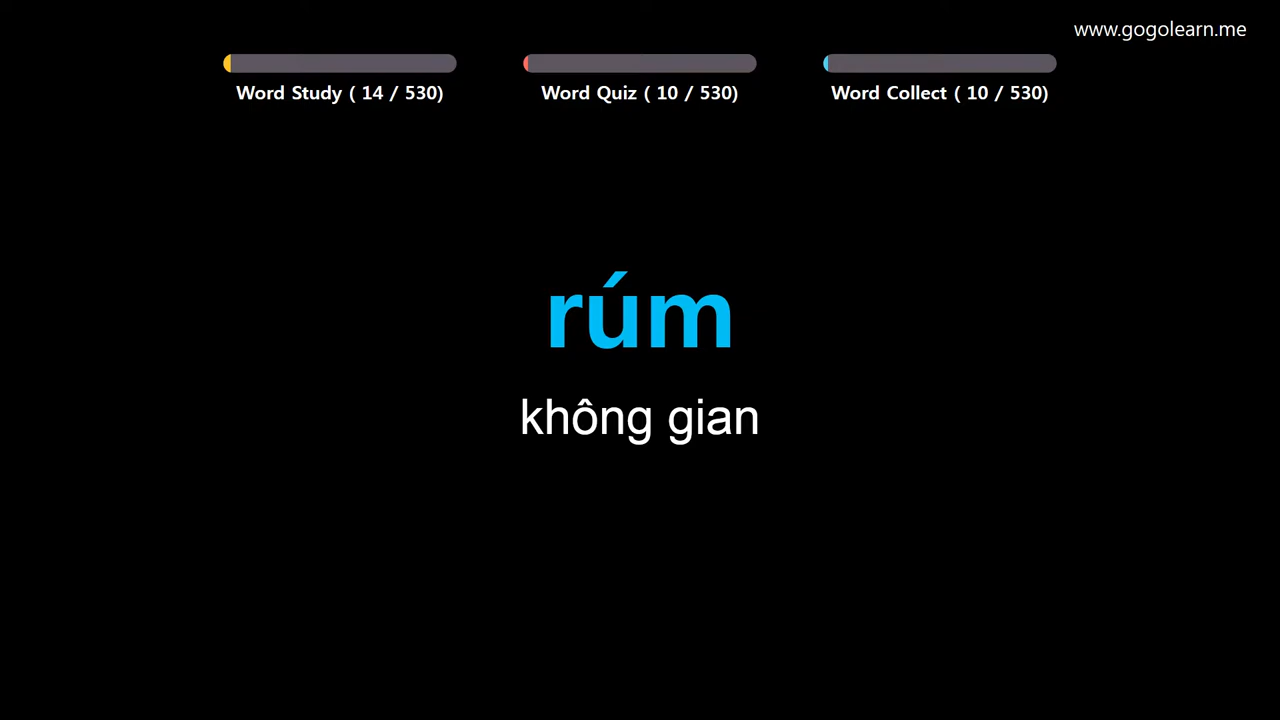 www.gogolearn.me
Word Study ( 14 / 530)
Word Quiz ( 10 / 530)
Word Collect ( 10 / 530)
rúm
không gian